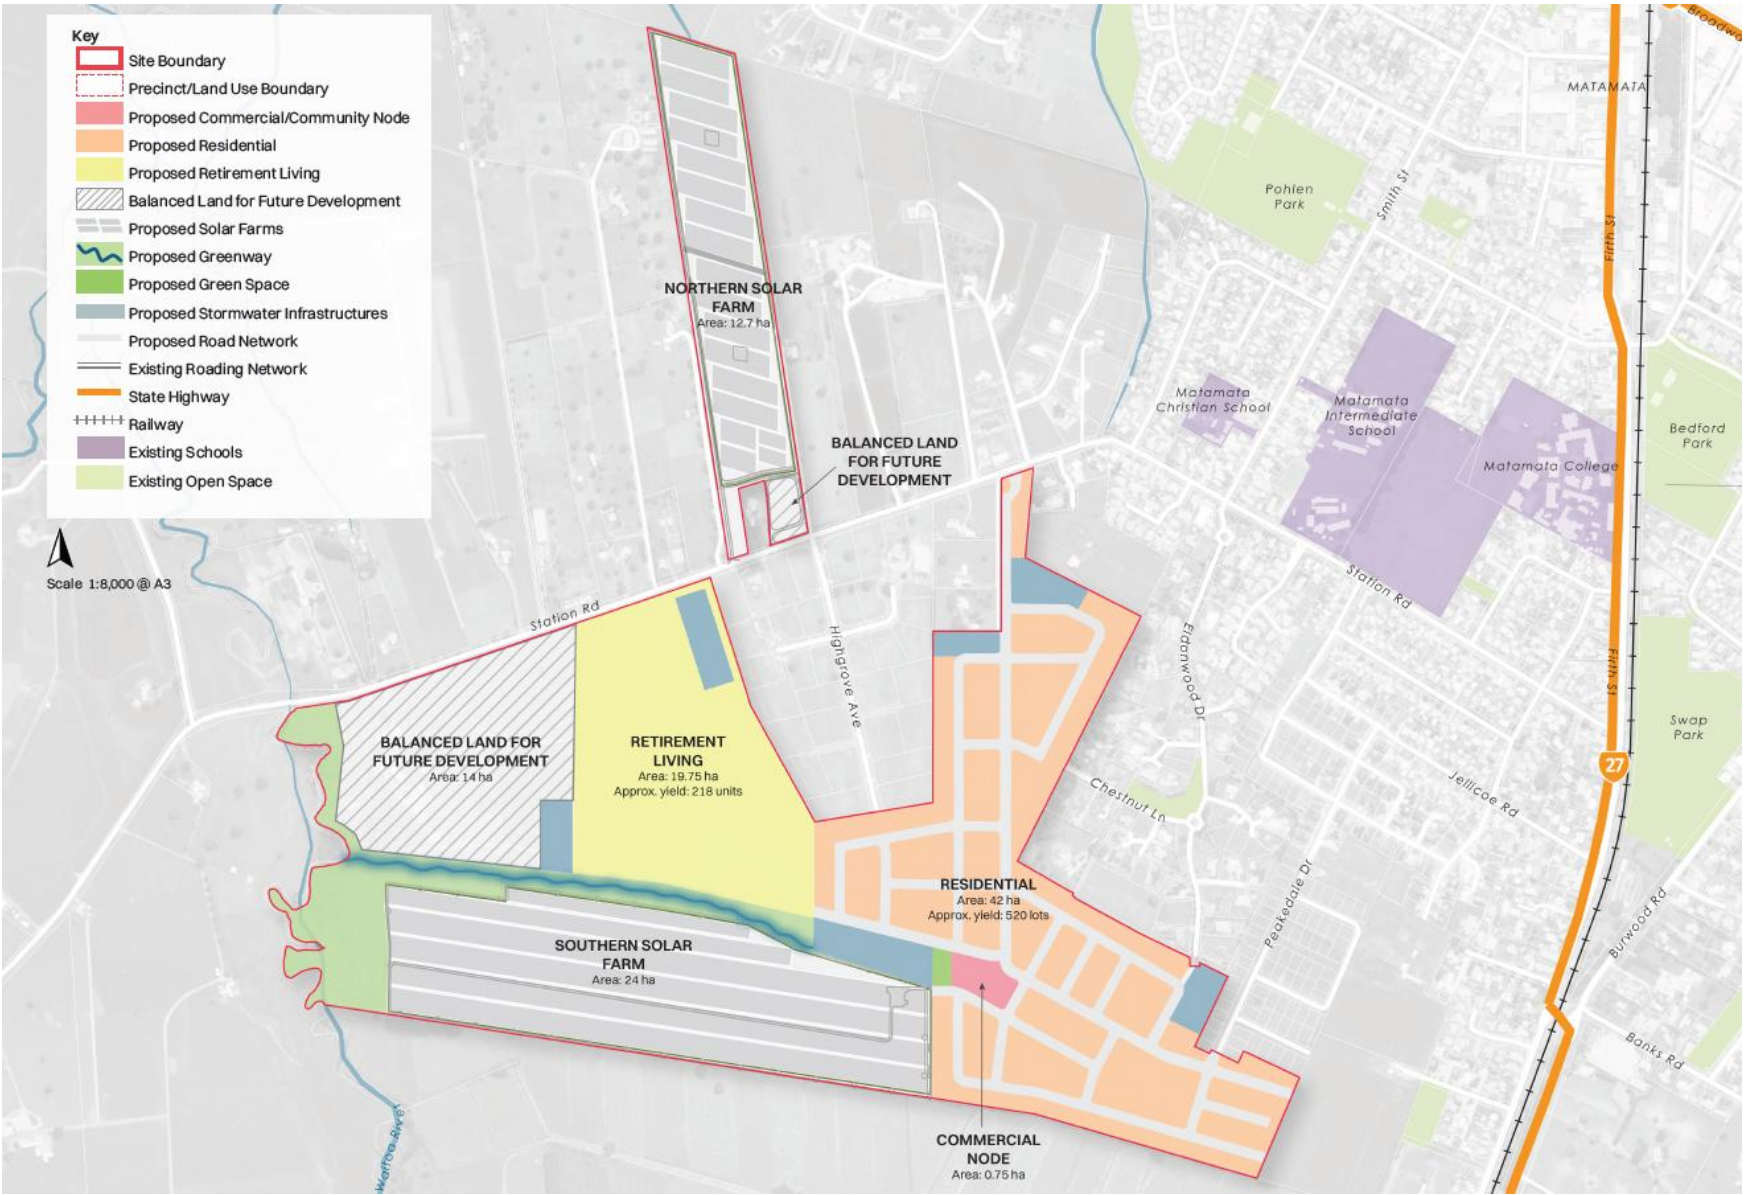 Key
Site Boundary
Precinct/Land Use Boundary
Proposed Commercial/Community Node
Proposed Residential
Proposed Retirement Living
Balanced Land for Future Development
Proposed Solar Farms
Proposed Greenway
Proposed Green Space
Proposed Stormwater Infrastructures
Proposed Road Network
Existing Roading Network
State Highway
Railway
Existing Schools
Existing Open Space
Scale 1:8,000 @ A3
NORTHERN SOLAR
FARM
Area: 12.7 ha
BALANCED LAND
FOR FUTURE
DEVELOPMENT
Station Rd
Highgrove Ave
BALANCED LAND FOR
FUTURE DEVELOPMENT
Area: 14 ha
RETIREMENT
LIVING
Area: 19.75 ha
Approx. yield: 218 units
RESIDENTIAL
Area: 42 ha
Approx. yield: 520 lots
SOUTHERN SOLAR
FARM
Area: 24 ha
COMMERCIAL
NODE
Area: 0.75 ha
Waitoa River
MATAMATA
Pohlen
Park
Smith St
Firth St
Matamata
Christian School
Matamata
Intermediate
School
Matamata College
Bedford
Park
Station Rd
Eldonwood Dr
Firth St
Swap
Park
27
Chestnut Ln
Jellicoe Rd
Peakedale Dr
Burwood Rd
Banks Rd